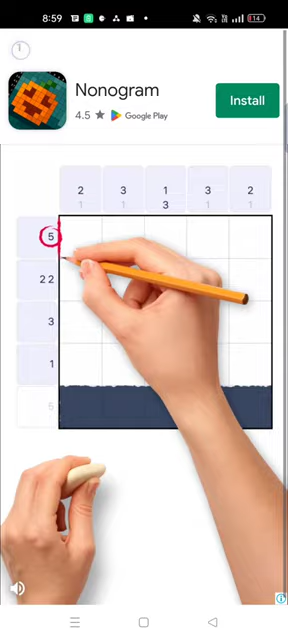 8:59
14
1
Nonogram
Install
4.5 ★ Google Play
2 3 1 3 2
1 1 3 1 1
5
2 2
3
1
5